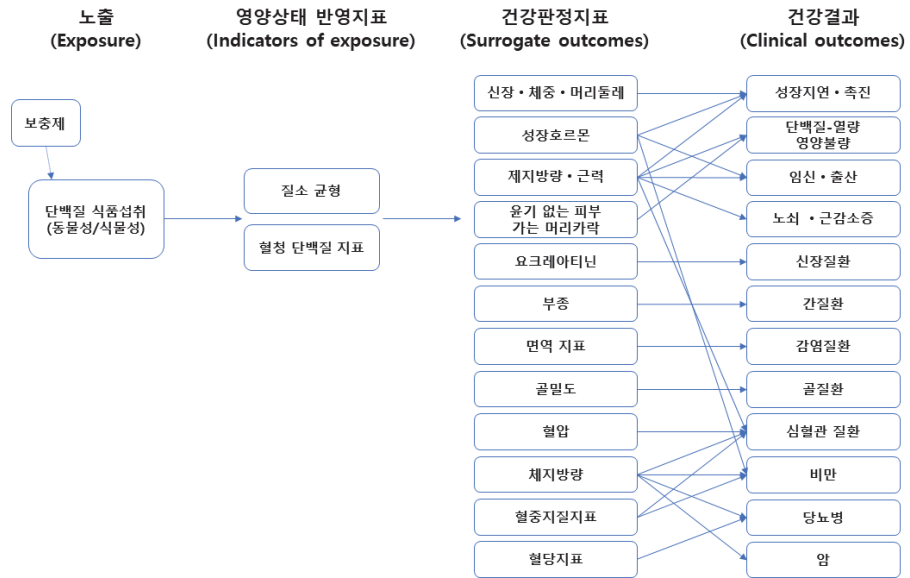 노출
(Exposure)
영양상태 반영지표
(Indicators of exposure)
건강판정지표
(Surrogate outcomes)
건강결과
(Clinical outcomes)
보충제
단백질 식품섭취
(동물성/식물성)
질소 균형
혈청 단백질 지표
신장・체중・머리둘레
성장호르몬
제지방량・근력
윤기 없는 피부
가는 머리카락
요크레아티닌
부종
면역 지표
골밀도
혈압
체지방량
혈중지질지표
혈당지표
성장지연・촉진
단백질-열량
영양불량
임신・출산
노쇠 ・근감소증
신장질환
간질환
감염질환
골질환
심혈관 질환
비만
당뇨병
암